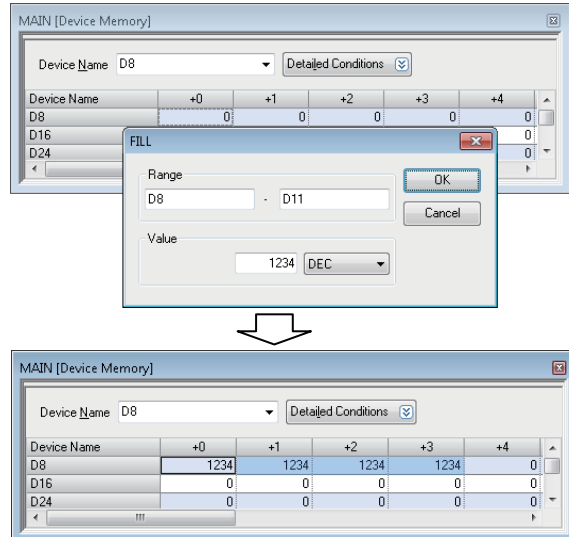 MAIN [Device Memory]
Device Name D8 Detailed Conditions
Device Name +0 +1 +2 +3 +4
D8 0 0 0 0 0
D16 0
D24 0
FILL
Range
D8 - D11
OK
Cancel
Value
1234 DEC
MAIN [Device Memory]
Device Name D8 Detailed Conditions
Device Name +0 +1 +2 +3 +4
D8 1234 1234 1234 1234 0
D16 0 0 0 0 0
D24 0 0 0 0 0